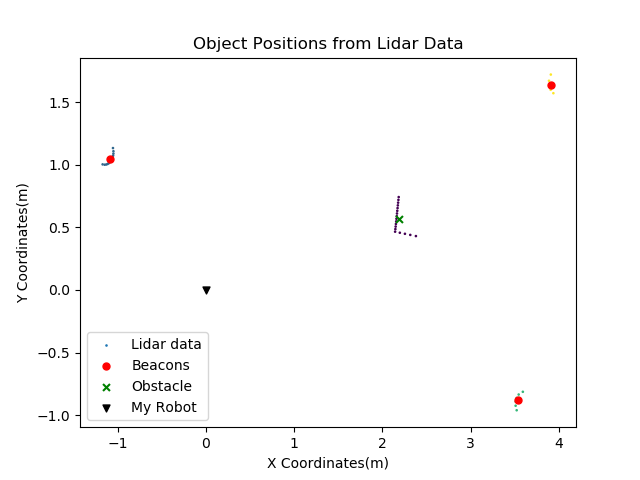 Object Positions from Lidar Data
Y Coordinates(m)
1.5
1.0
0.5
0.0
−0.5
−1.0
Lidar data
Beacons
Obstacle
My Robot
−1
0
1
2
3
4
X Coordinates(m)